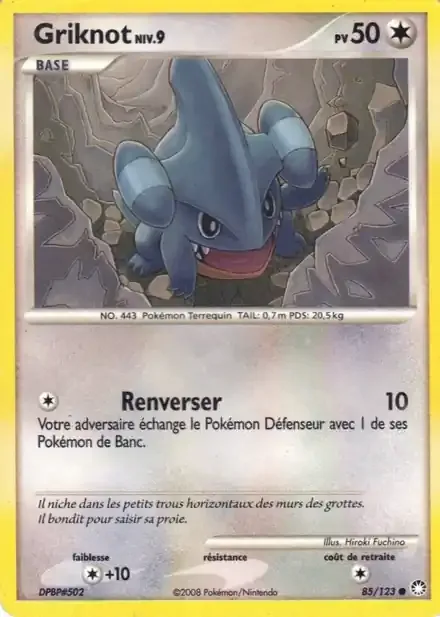 Griknot NIV.9 PV 50
BASE
NO. 443 Pokémon Terrequin TAIL: 0,7 m PDS: 20,5 kg
Renverser 10
Votre adversaire échange le Pokémon Défenseur avec 1 de ses
Pokémon de Banc.
Il niche dans les petits trous horizontaux des murs des grottes.
Il bondit pour saisir sa proie.
Illus. Hiroki Fuchino
faiblesse résistance coût de retraite
+10
DPBP#502 ©2008 Pokémon/Nintendo 85/123